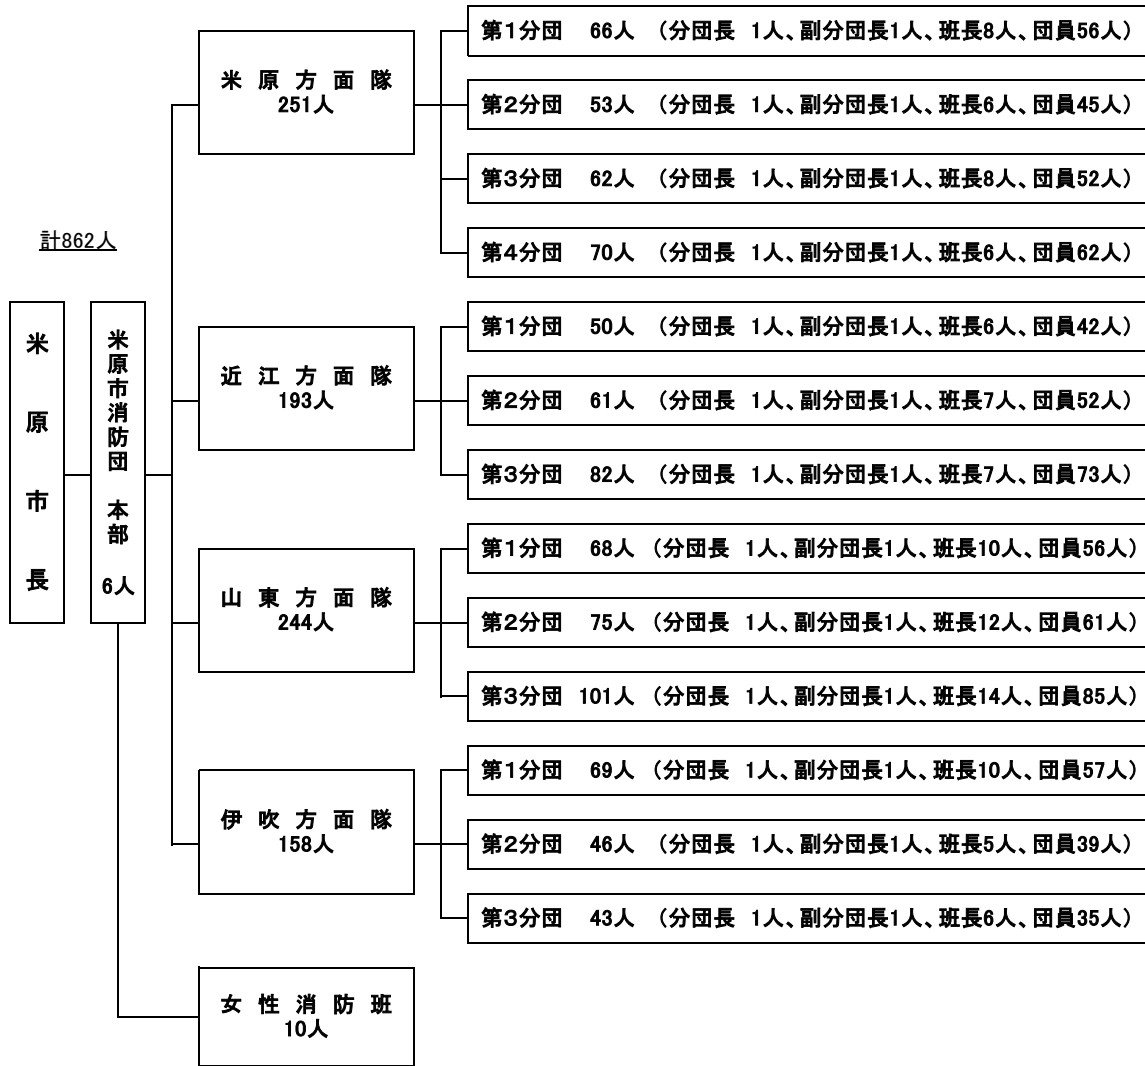 計862人
米原市長
米原市消防団 本部 6人
米原方面隊
251人
第1分団 66人 （分団長 1人、副分団長1人、班長8人、団員56人）
第2分団 53人 （分団長 1人、副分団長1人、班長6人、団員45人）
第3分団 62人 （分団長 1人、副分団長1人、班長8人、団員52人）
第4分団 70人 （分団長 1人、副分団長1人、班長6人、団員62人）
近江方面隊
193人
第1分団 50人 （分団長 1人、副分団長1人、班長6人、団員42人）
第2分団 61人 （分団長 1人、副分団長1人、班長7人、団員52人）
第3分団 82人 （分団長 1人、副分団長1人、班長7人、団員73人）
山東方面隊
244人
第1分団 68人 （分団長 1人、副分団長1人、班長10人、団員56人）
第2分団 75人 （分団長 1人、副分団長1人、班長12人、団員61人）
第3分団 101人 （分団長 1人、副分団長1人、班長14人、団員85人）
伊吹方面隊
158人
第1分団 69人 （分団長 1人、副分団長1人、班長10人、団員57人）
第2分団 46人 （分団長 1人、副分団長1人、班長5人、団員39人）
第3分団 43人 （分団長 1人、副分団長1人、班長6人、団員35人）
女性消防班
10人